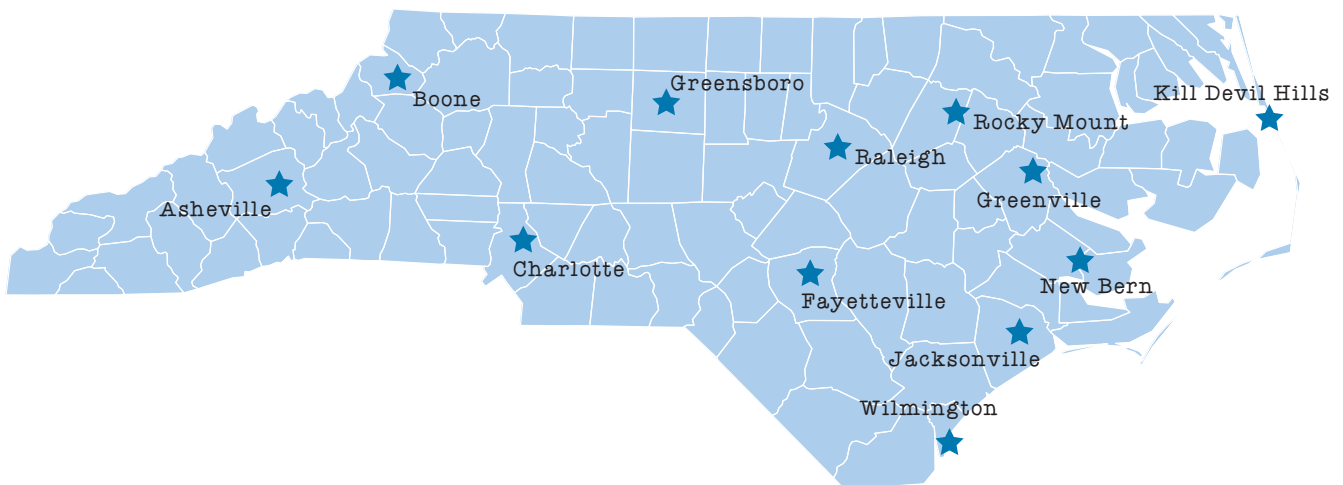 Greensboro
Kill Devil Hills
Boone
Rocky Mount
Raleigh
Greenville
Asheville
Charlotte
New Bern
Fayetteville
Jacksonville
Wilmington